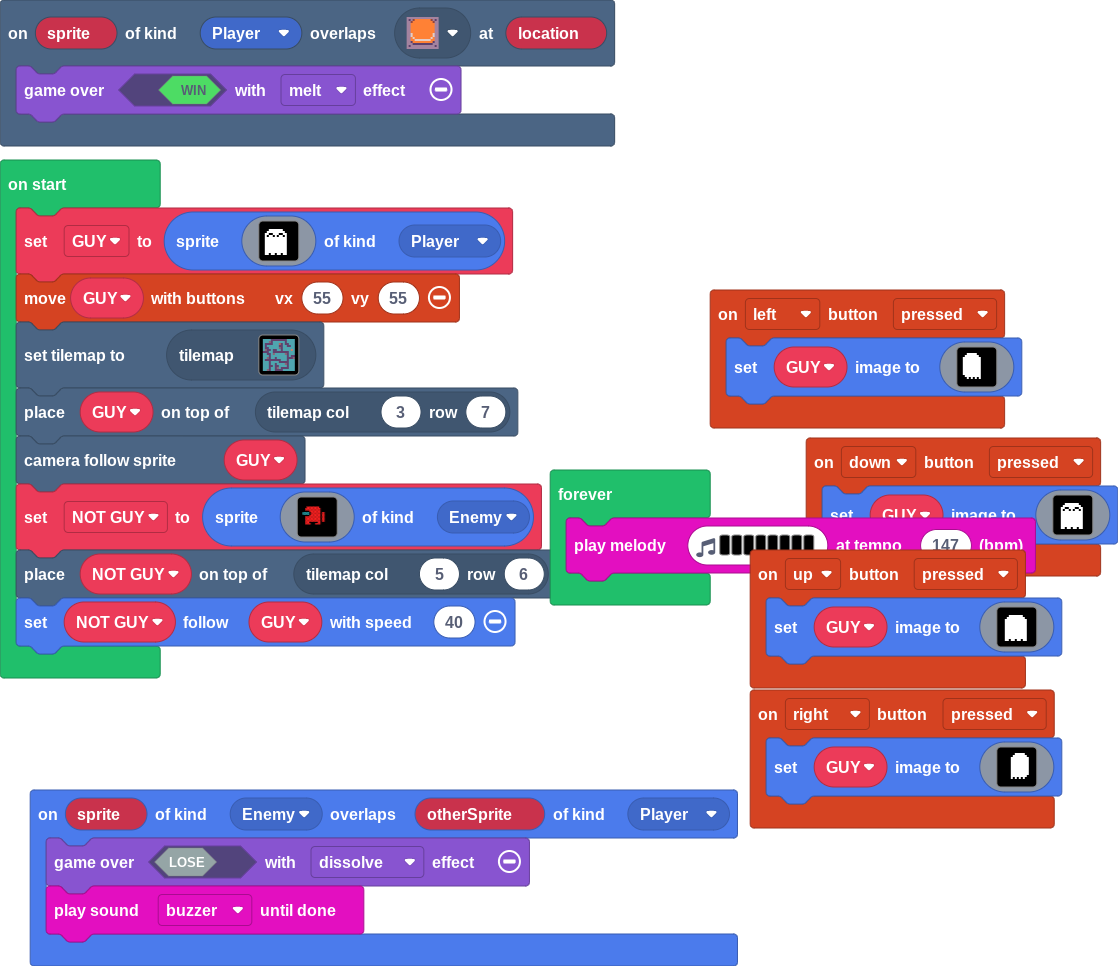 on sprite of kind Player overlaps at location
game over WIN with melt effect
on start
set GUY to sprite of kind Player
move GUY with buttons vx 55 vy 55
set tilemap to tilemap
place GUY on top of tilemap col 3 row 7
camera follow sprite GUY
set NOT GUY to sprite of kind Enemy
place NOT GUY on top of tilemap col 5 row 6
set NOT GUY follow GUY with speed 40
on left button pressed
set GUY image to
on down button pressed
set GUY image to
forever
play melody at tempo 147 (bpm)
on up button pressed
set GUY image to
on right button pressed
set GUY image to
on sprite of kind Enemy overlaps otherSprite of kind Player
game over LOSE with dissolve effect
play sound buzzer until done